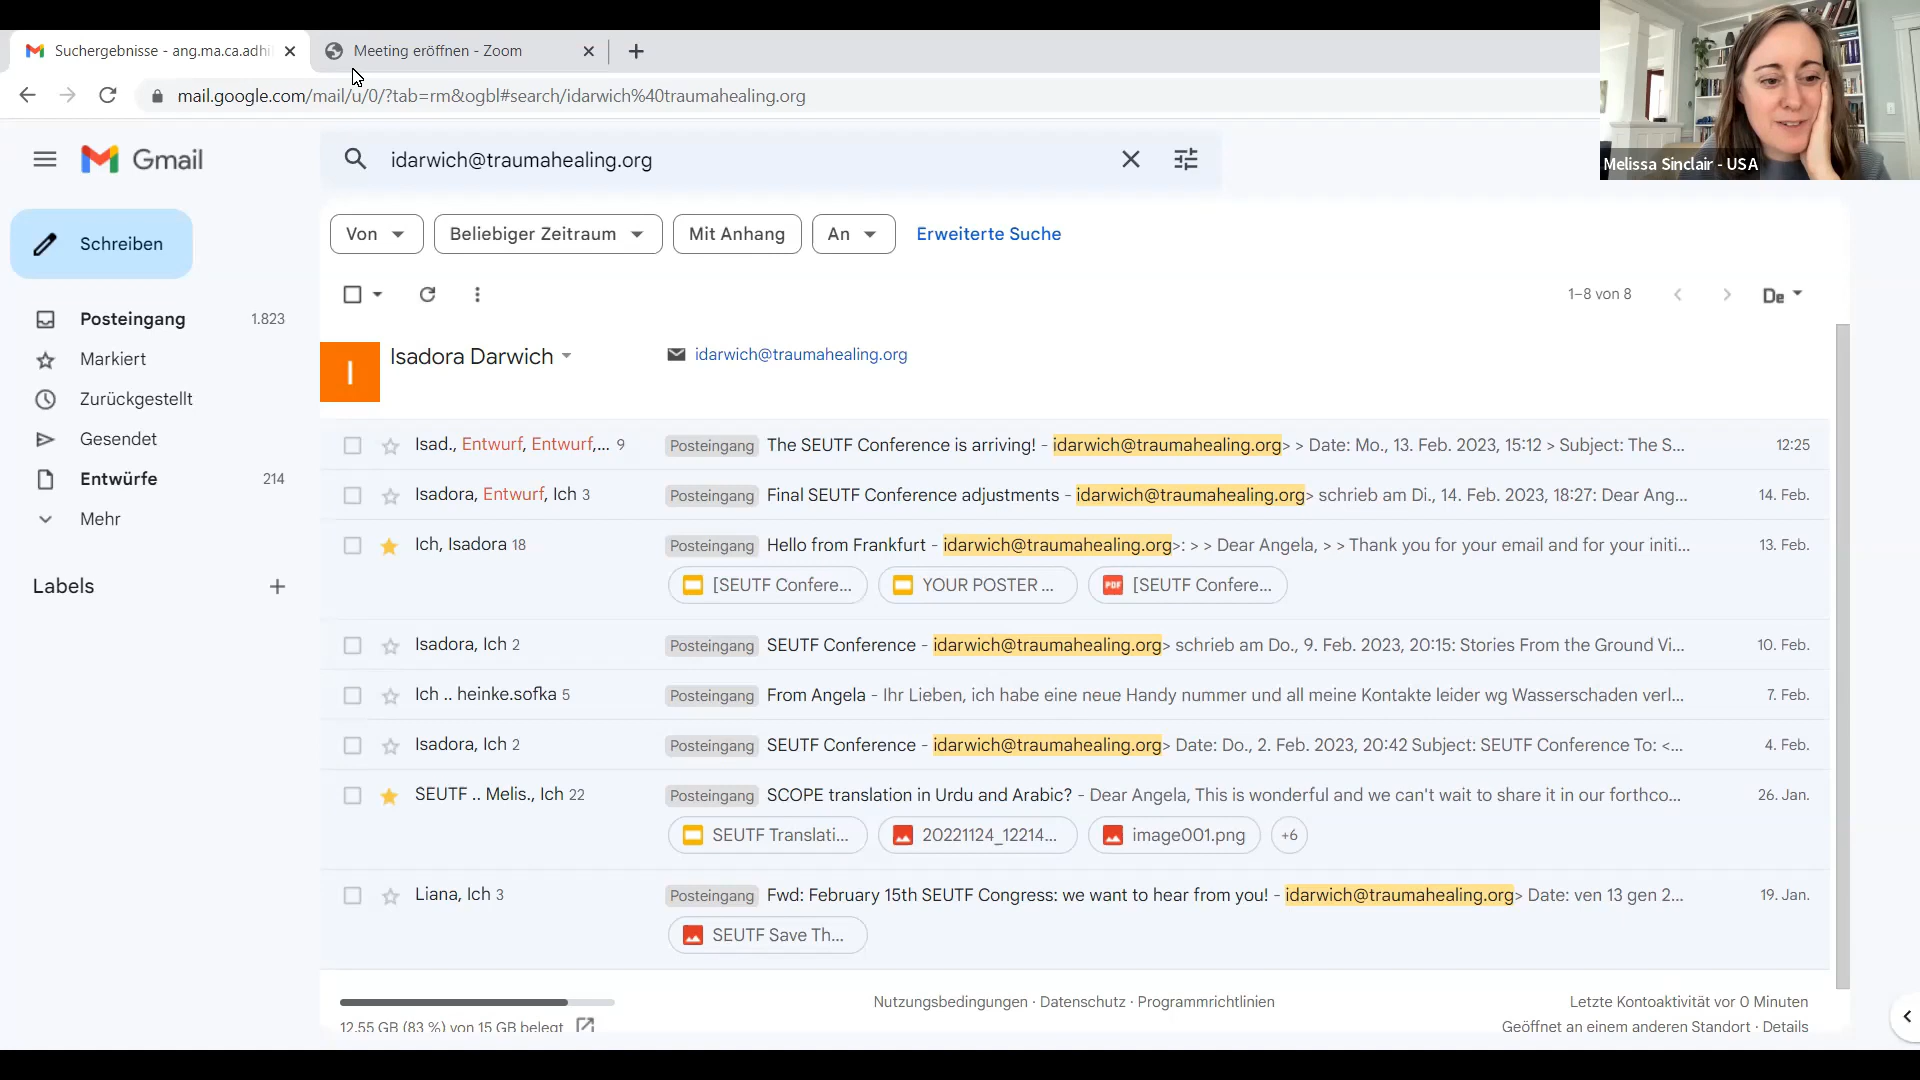 Suchergebnisse - ang.ma.ca.adhi
Meeting eröffnen - Zoom
mail.google.com/mail/u/0/?tab=rm&ogbl#search/idarwich%40traumahealing.org
Melissa Sinclair - USA
Gmail
idarwich@traumahealing.org
Schreiben
Von
Beliebiger Zeitraum
Mit Anhang
An
Erweiterte Suche
1–8 von 8
De
Posteingang 1.823
Markiert
Zurückgestellt
Gesendet
Entwürfe 214
Mehr
Labels
I
Isadora Darwich
idarwich@traumahealing.org
Isad., Entwurf, Entwurf,... 9 Posteingang The SEUTF Conference is arriving! - idarwich@traumahealing.org> > Date: Mo., 13. Feb. 2023, 15:12 > Subject: The S... 12:25
Isadora, Entwurf, Ich 3 Posteingang Final SEUTF Conference adjustments - idarwich@traumahealing.org> schrieb am Di., 14. Feb. 2023, 18:27: Dear Ang... 14. Feb.
Ich, Isadora 18 Posteingang Hello from Frankfurt - idarwich@traumahealing.org>: > > Dear Angela, > > Thank you for your email and for your initi... 13. Feb.
[SEUTF Confere... YOUR POSTER ... PDF [SEUTF Confere...
Isadora, Ich 2 Posteingang SEUTF Conference - idarwich@traumahealing.org> schrieb am Do., 9. Feb. 2023, 20:15: Stories From the Ground Vi... 10. Feb.
Ich .. heinke.sofka 5 Posteingang From Angela - Ihr Lieben, ich habe eine neue Handy nummer und all meine Kontakte leider wg Wasserschaden verl... 7. Feb.
Isadora, Ich 2 Posteingang SEUTF Conference - idarwich@traumahealing.org> Date: Do., 2. Feb. 2023, 20:42 Subject: SEUTF Conference To: <... 4. Feb.
SEUTF .. Melis., Ich 22 Posteingang SCOPE translation in Urdu and Arabic? - Dear Angela, This is wonderful and we can't wait to share it in our forthco... 26. Jan.
SEUTF Translati... 20221124_12214... image001.png +6
Liana, Ich 3 Posteingang Fwd: February 15th SEUTF Congress: we want to hear from you! - idarwich@traumahealing.org> Date: ven 13 gen 2... 19. Jan.
SEUTF Save Th...
12,55 GB (83 %) von 15 GB belegt
Nutzungsbedingungen · Datenschutz · Programmrichtlinien
Letzte Kontoaktivität vor 0 Minuten
Geöffnet an einem anderen Standort · Details